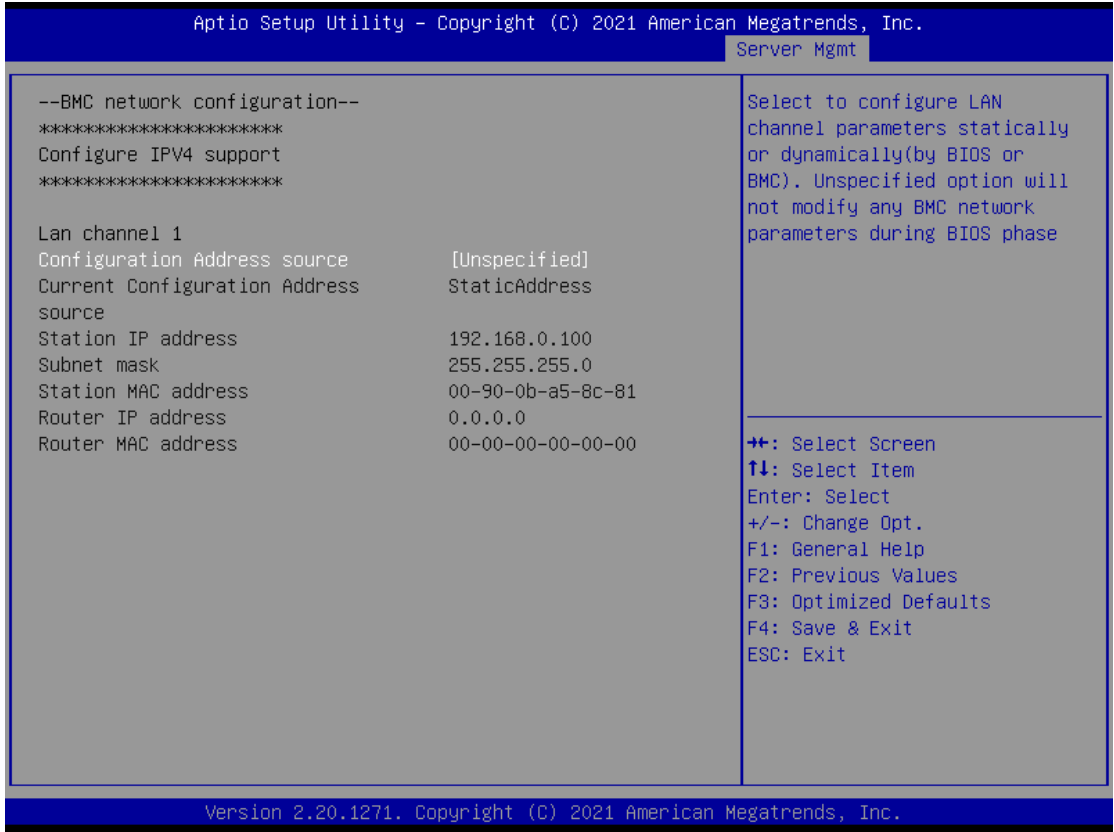 Aptio Setup Utility – Copyright (C) 2021 American Megatrends, Inc.
Server Mgmt
--BMC network configuration--
**********************
Configure IPV4 support
**********************
Lan channel 1
Configuration Address source [Unspecified]
Current Configuration Address StaticAddress
source
Station IP address 192.168.0.100
Subnet mask 255.255.255.0
Station MAC address 00-90-0b-a5-8c-81
Router IP address 0.0.0.0
Router MAC address 00-00-00-00-00-00
Select to configure LAN
channel parameters statically
or dynamically(by BIOS or
BMC). Unspecified option will
not modify any BMC network
parameters during BIOS phase
→←: Select Screen
↑↓: Select Item
Enter: Select
+/-: Change Opt.
F1: General Help
F2: Previous Values
F3: Optimized Defaults
F4: Save & Exit
ESC: Exit
Version 2.20.1271. Copyright (C) 2021 American Megatrends, Inc.